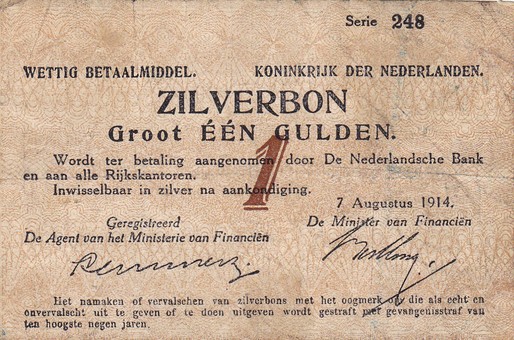 Serie 248
WETTIG BETAALMIDDEL. KONINKRIJK DER NEDERLANDEN.
ZILVERBON
Groot ÉÉN GULDEN.
1
Wordt ter betaling aangenomen door De Nederlandsche Bank
en aan alle Rijkskantoren.
Inwisselbaar in zilver na aankondiging.
7 Augustus 1914.
Geregistreerd De Minister van Financiën
De Agent van het Ministerie van Financiën
Het namaken of vervalschen van zilverbons met het oogmerk om die als echt en
onvervalscht uit te geven of te doen uitgeven wordt gestraft met gevangenisstraf van
ten hoogste negen jaren.